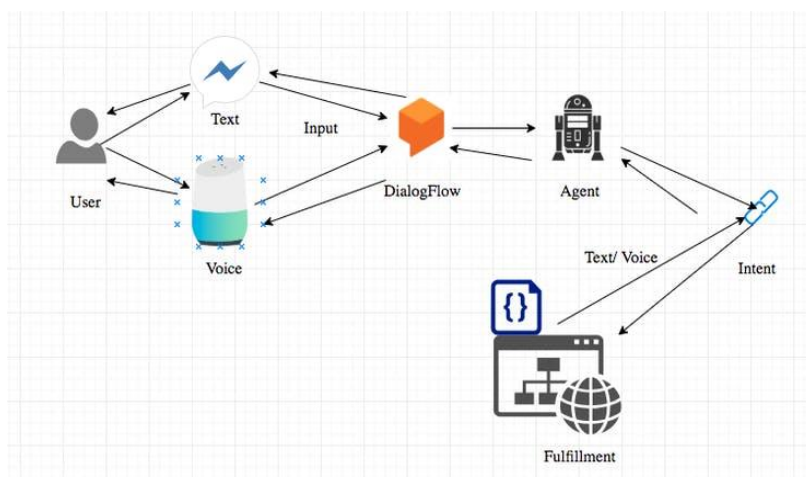 Text
Input
User
DialogFlow
Agent
Voice
Text/ Voice
Intent
{}
Fulfillment